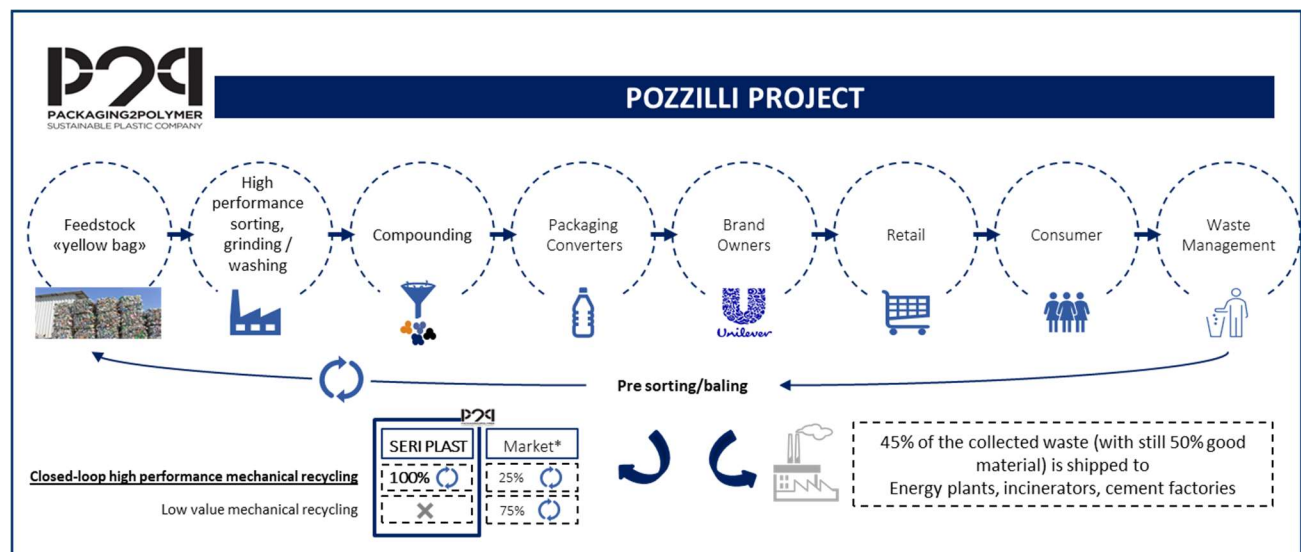 P2P
PACKAGING2POLYMER
SUSTAINABLE PLASTIC COMPANY
POZZILLI PROJECT
Feedstock
«yellow bag»
High
performance
sorting,
grinding /
washing
Compounding
Packaging
Converters
Brand
Owners
Retail
Consumer
Waste
Management
Unilever
Pre sorting/baling
P2P
SERI PLAST
Market*
Closed-loop high performance mechanical recycling
100%
25%
Low value mechanical recycling
75%
45% of the collected waste (with still 50% good
material) is shipped to
Energy plants, incinerators, cement factories